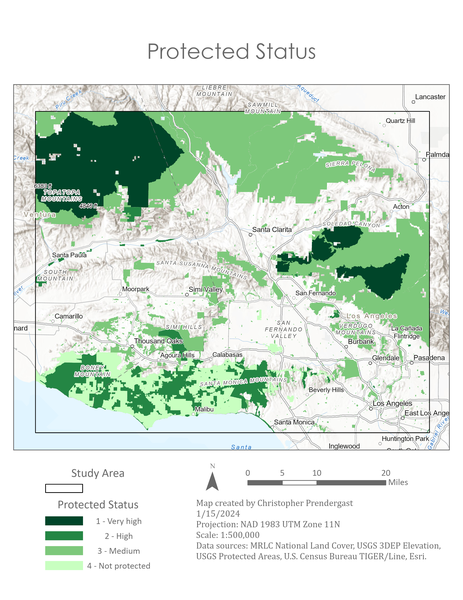 Protected Status
LIEBRE
MOUNTAIN
SAWMILL
MOUNTAIN
Aqueduct
Lancaster
Quartz Hill
Palmda
Creek
SIERRA PELONA
TOPATOPA
MOUNTAINS
Acton
Ventura
SOLEDAD CANYON
Santa Clarita
Santa Paula
SANTA SUSANNA MOUNTAINS
SOUTH
MOUNTAIN
Moorpark
Simi Valley
San Fernando
Camarillo
Los Angeles
nard
SIMI HILLS
SAN
FERNANDO
VALLEY
VERDUGO
MOUNTAINS
La Cañada
Flintridge
Burbank
Thousand Oaks
Agoura Hills
Calabasas
Glendale
Pasadena
BONEY
MOUNTAIN
SANTA MONICA MOUNTAINS
Beverly Hills
Malibu
Los Angeles
East Los Ange
Santa Monica
Huntington Park
Santa
Inglewood
Study Area
Protected Status
1 - Very high
2 - High
3 - Medium
4 - Not protected
N
0 5 10 20
Miles
Map created by Christopher Prendergast
1/15/2024
Projection: NAD 1983 UTM Zone 11N
Scale: 1:500,000
Data sources: MRLC National Land Cover, USGS 3DEP Elevation,
USGS Protected Areas, U.S. Census Bureau TIGER/Line, Esri.